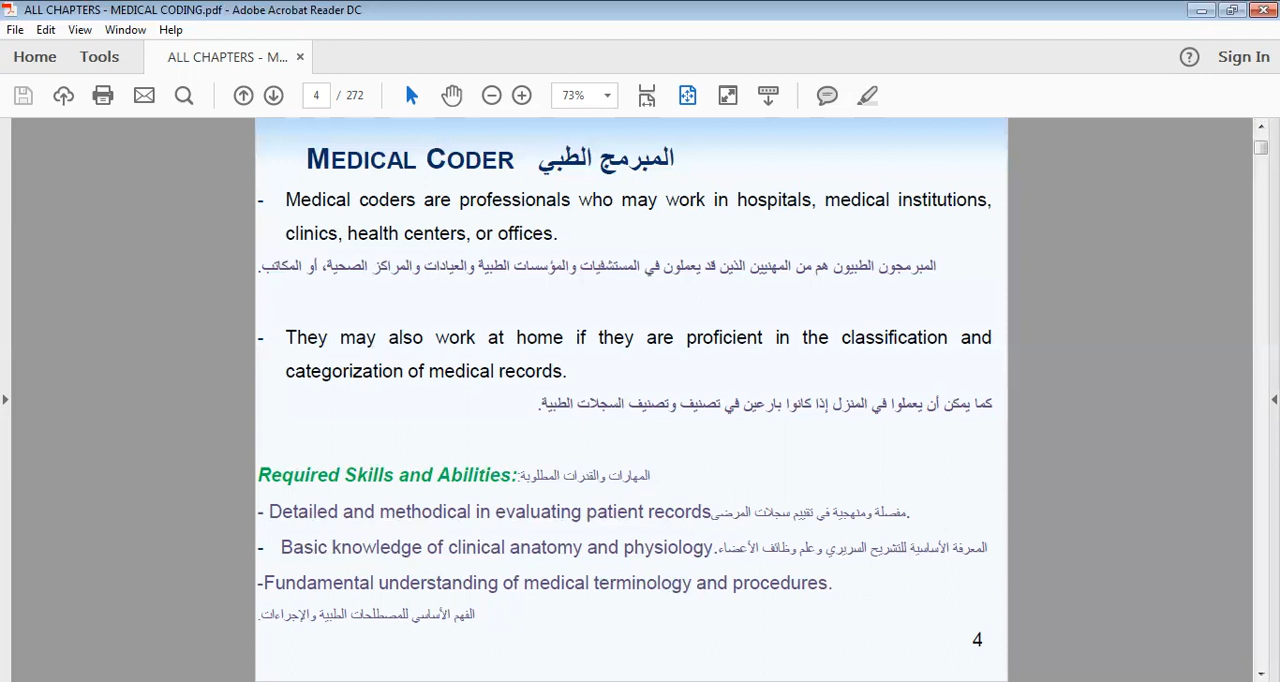 ALL CHAPTERS - MEDICAL CODING.pdf - Adobe Acrobat Reader DC
File Edit View Window Help
Home Tools ALL CHAPTERS - M... × ? Sign In
4 / 272 73%
MEDICAL CODER المبرمج الطبي
- Medical coders are professionals who may work in hospitals, medical institutions,
clinics, health centers, or offices.
المبرمجون الطبيون هم من المهنيين الذين قد يعملون في المستشفيات والمؤسسات الطبية والعيادات والمراكز الصحية، أو المكاتب.
- They may also work at home if they are proficient in the classification and
categorization of medical records.
كما يمكن أن يعملوا في المنزل إذا كانوا بارعين في تصنيف وتصنيف السجلات الطبية.
Required Skills and Abilities: المهارات والقدرات المطلوبة:
- Detailed and methodical in evaluating patient records مفصلة ومنهجية في تقييم سجلات المرضى.
- Basic knowledge of clinical anatomy and physiology. المعرفة الأساسية للتشريح السريري وعلم وظائف الأعضاء.
-Fundamental understanding of medical terminology and procedures.
الفهم الأساسي للمصطلحات الطبية والإجراءات.
4